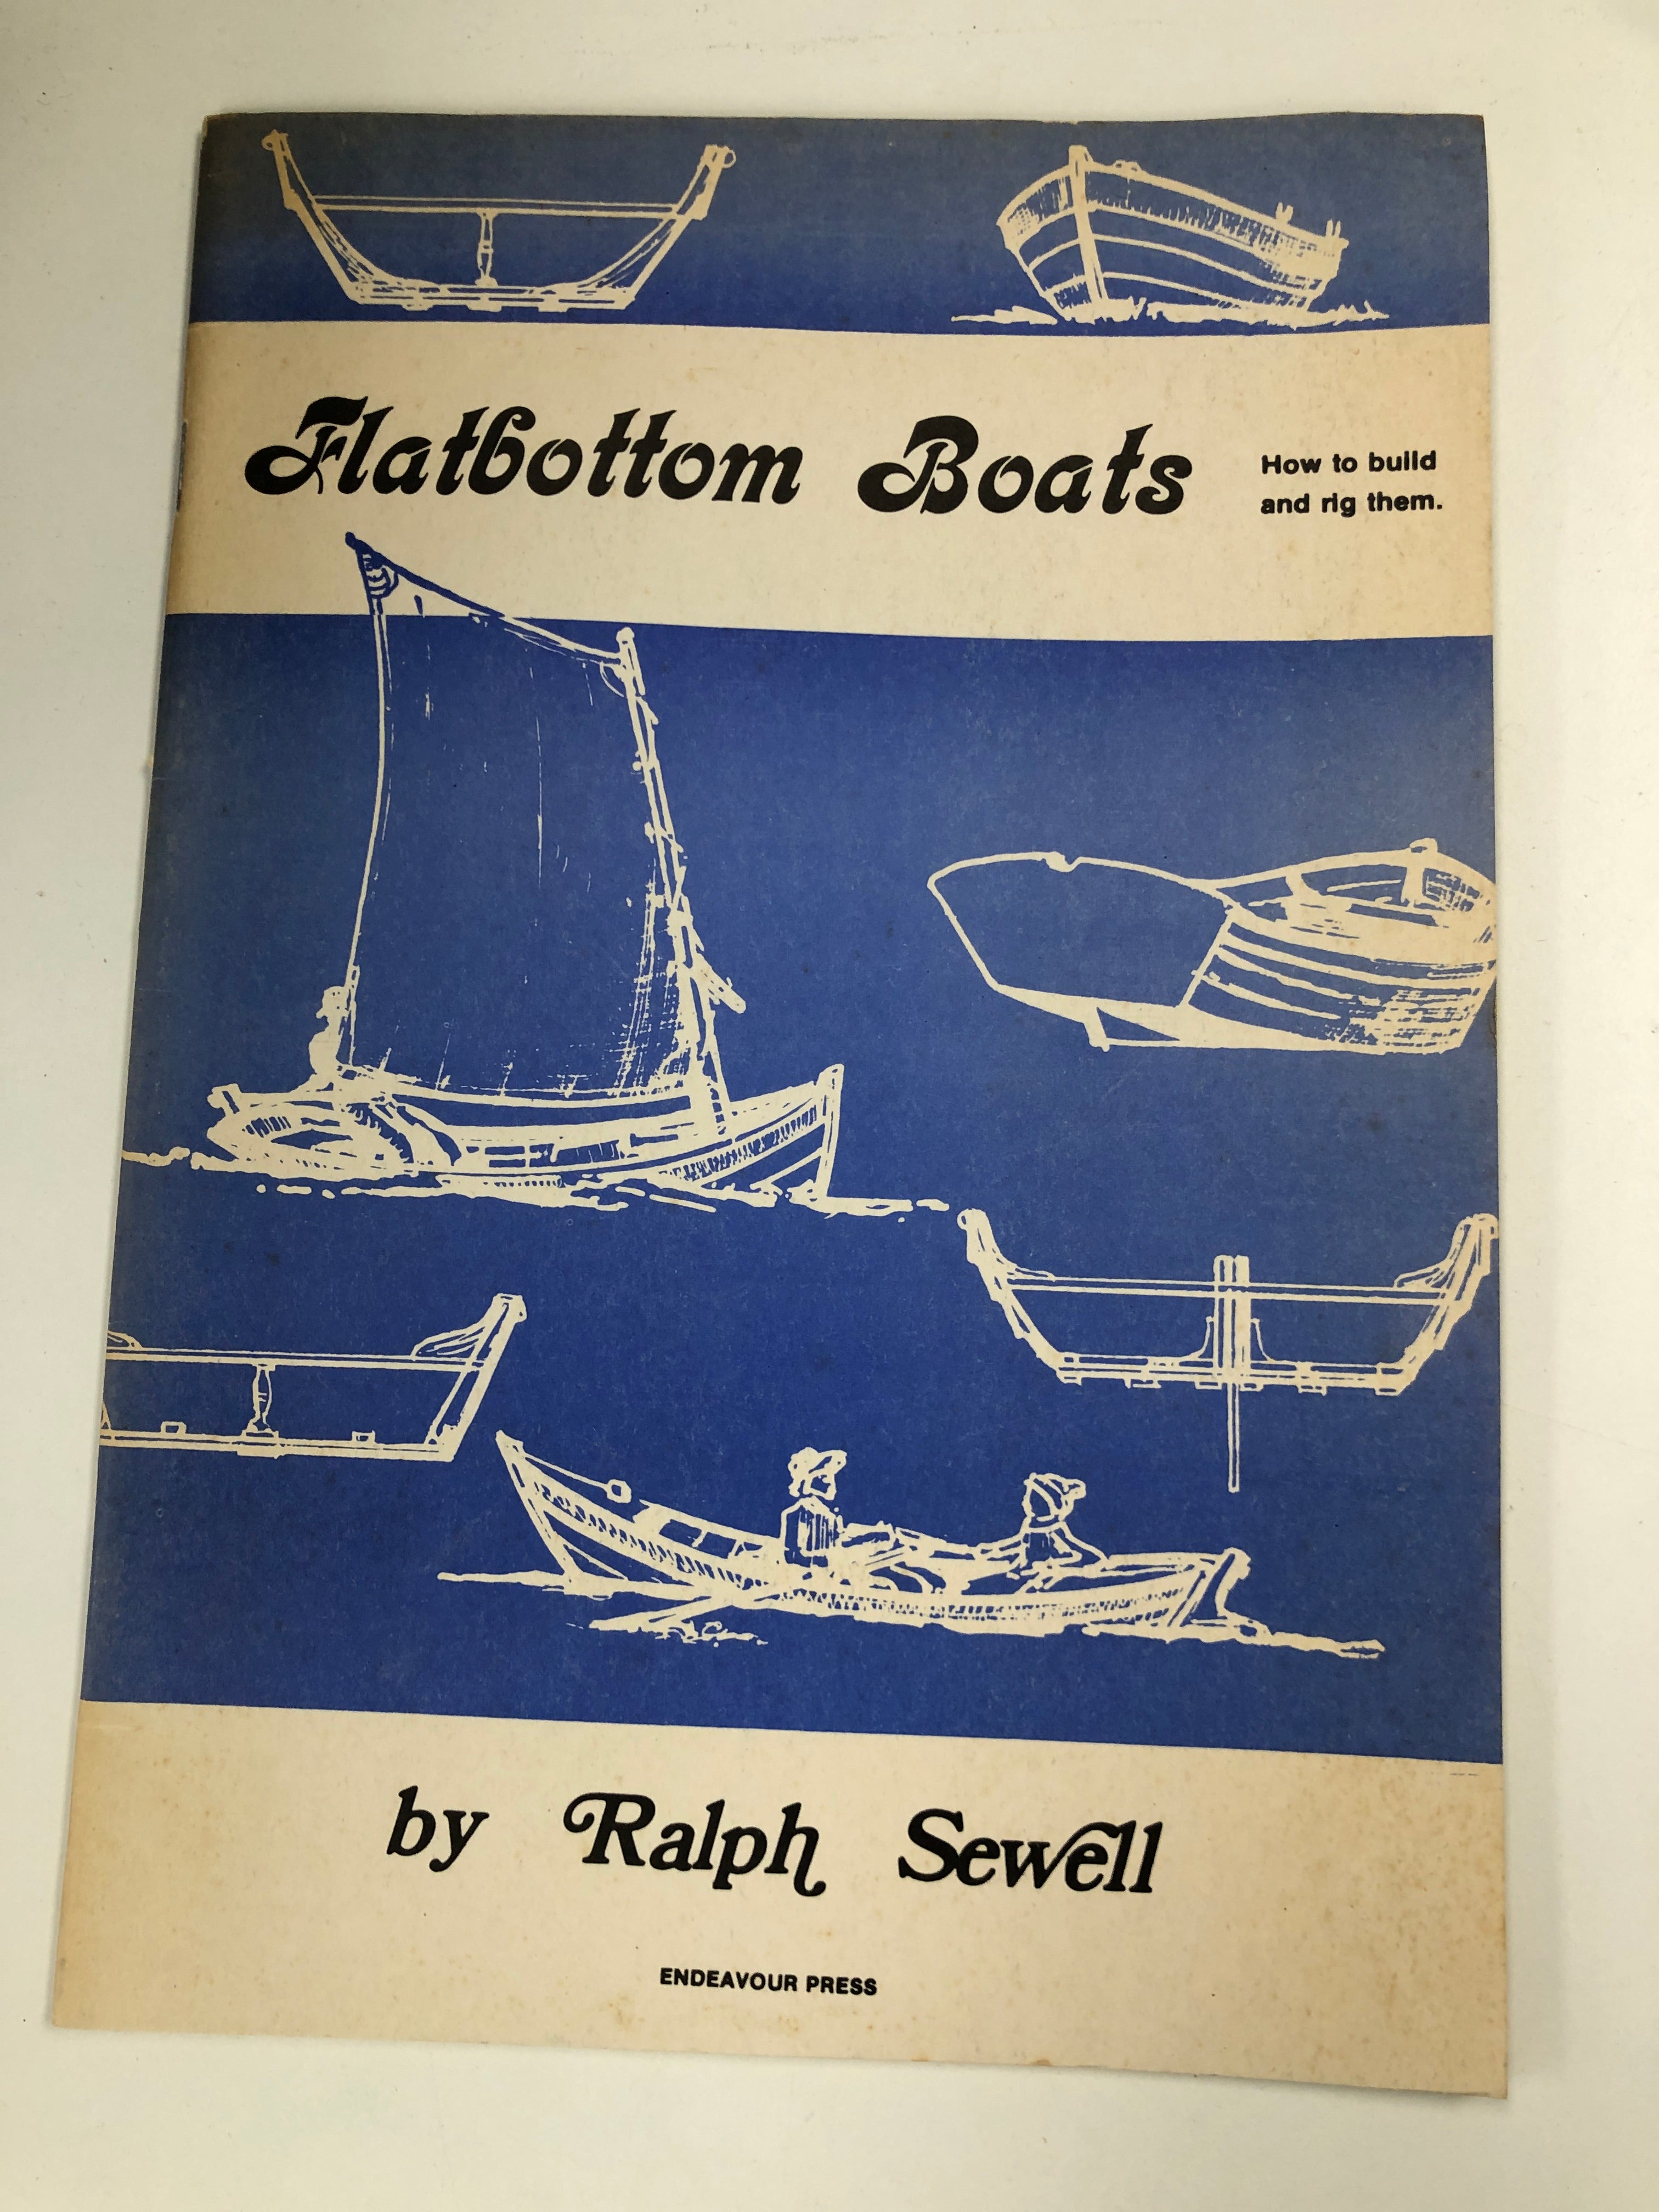 Flatbottom Boats
How to build
and rig them.
by Ralph Sewell
ENDEAVOUR PRESS